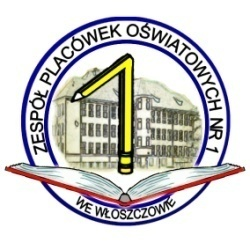 ZESPÓŁ PLACÓWEK OŚWIATOWYCH NR 1
WE WŁOSZCZOWIE